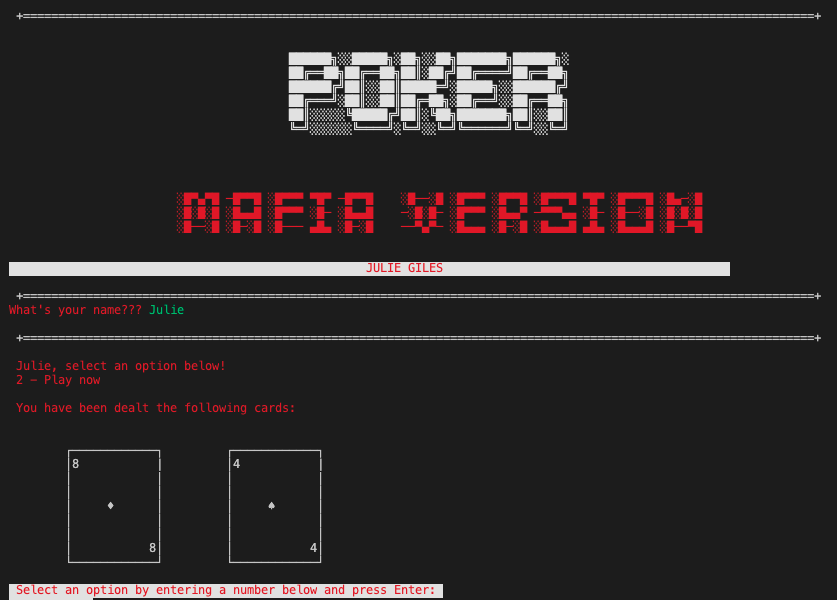 POKER
MAFIA VERSION
JULIE GILES
What's your name??? Julie
Julie, select an option below!
2 - Play now
You have been dealt the following cards:
8 4
♦ ♠
8 4
Select an option by entering a number below and press Enter: